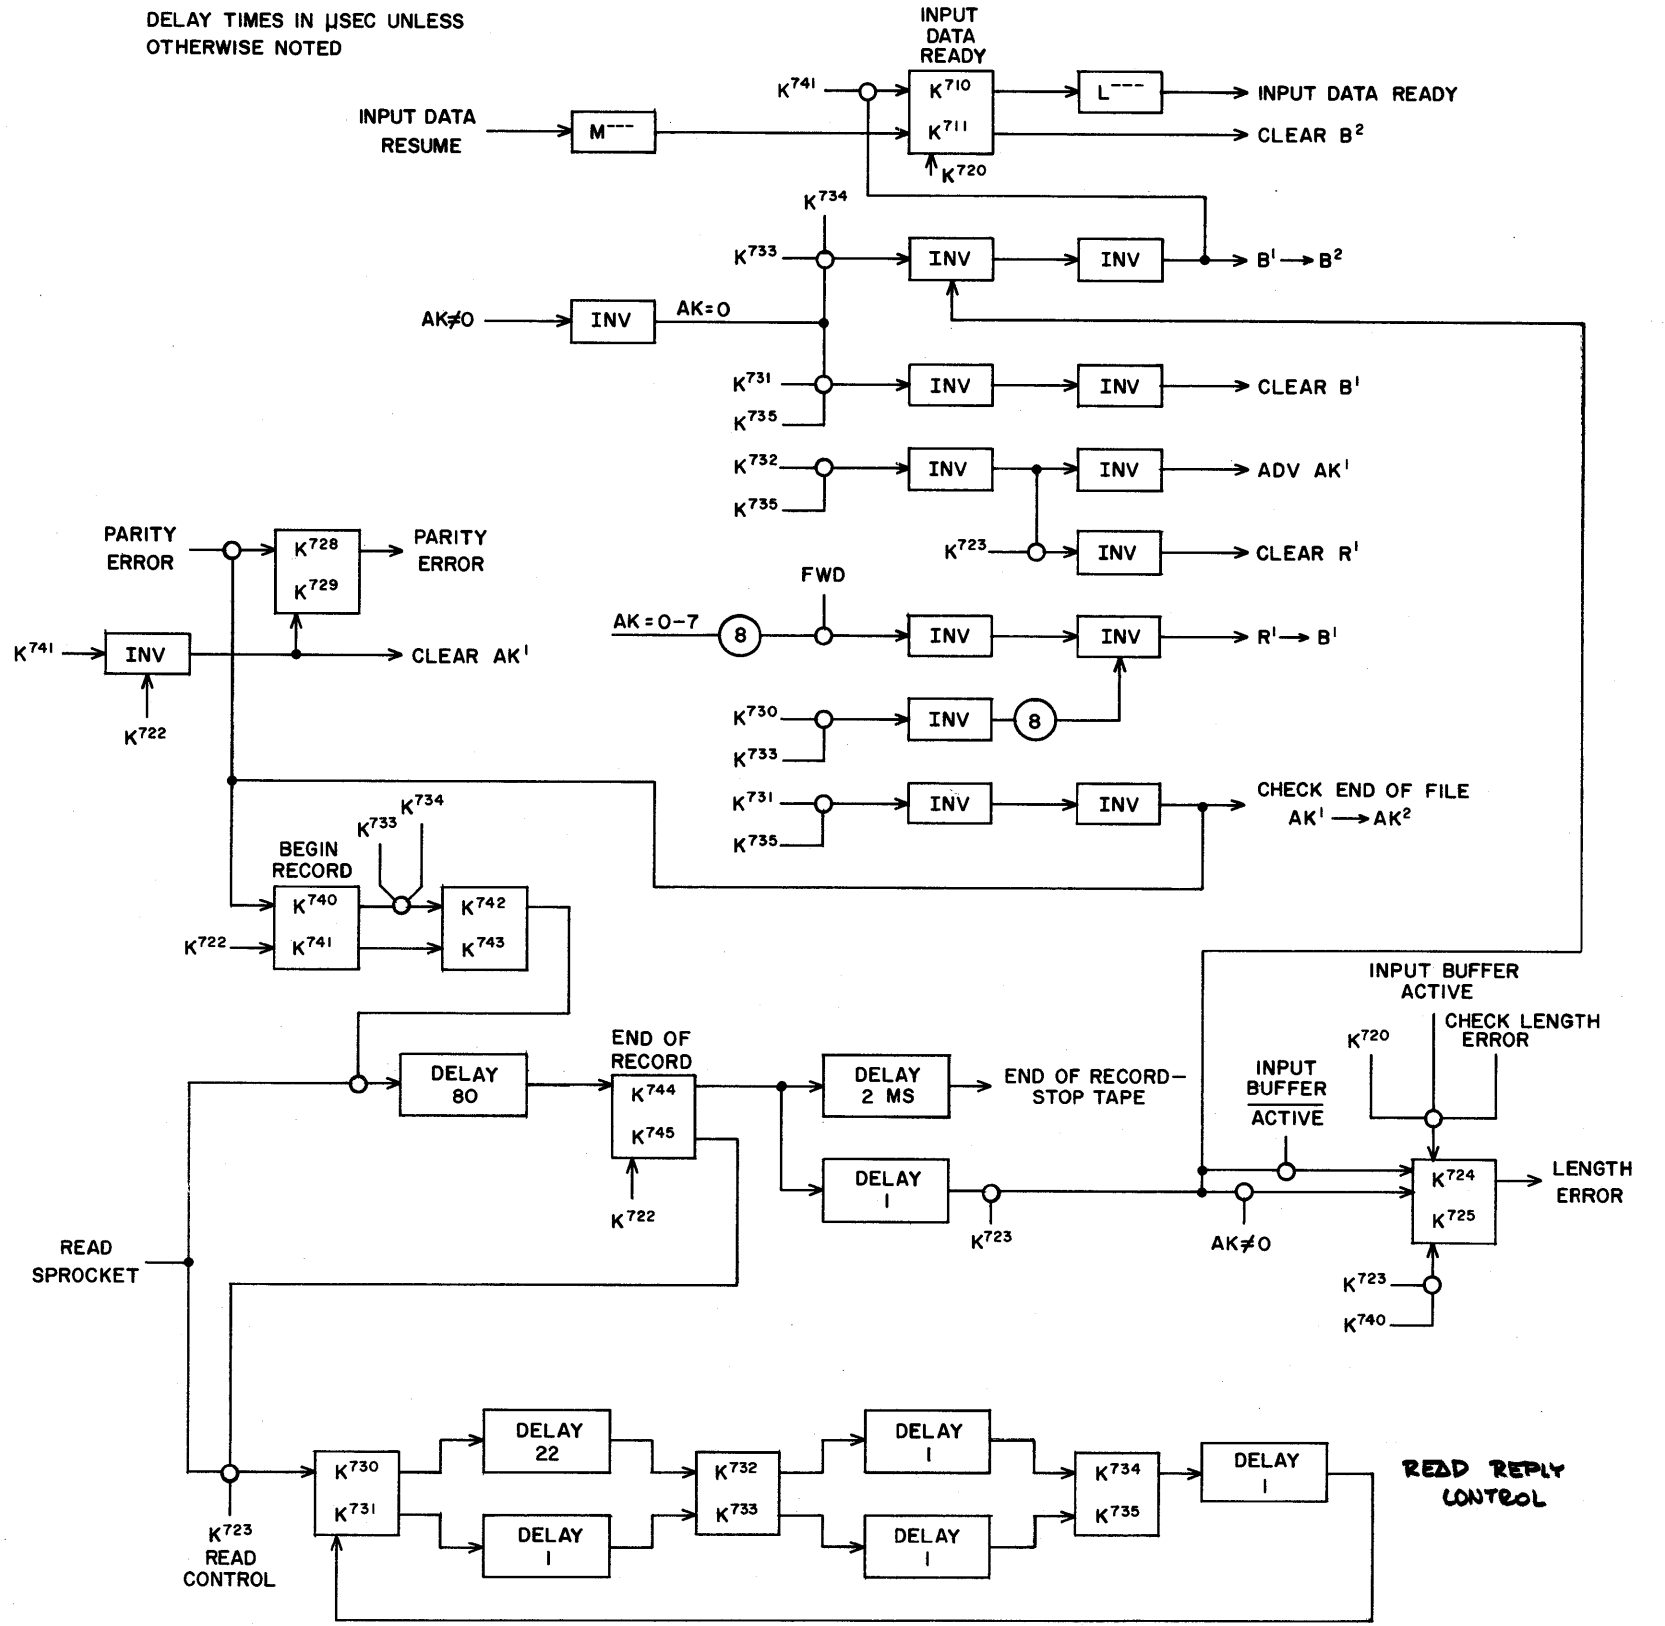 DELAY TIMES IN µSEC UNLESS
OTHERWISE NOTED
INPUT
DATA
READY
K⁷⁴¹
K⁷¹⁰
L⁻⁻⁻
INPUT DATA READY
INPUT DATA
RESUME
M⁻⁻⁻
K⁷¹¹
CLEAR B²
K⁷²⁰
K⁷³⁴
K⁷³³
INV
INV
B¹ → B²
AK≠0
INV
AK=0
K⁷³¹
INV
INV
CLEAR B¹
K⁷³⁵
K⁷³²
INV
INV
ADV AK¹
K⁷³⁵
K⁷²³
INV
CLEAR R¹
PARITY
ERROR
K⁷²⁸
K⁷²⁹
PARITY
ERROR
FWD
AK=0-7
8
INV
INV
R¹ → B¹
K⁷⁴¹
INV
CLEAR AK¹
K⁷²²
K⁷³⁰
INV
8
K⁷³³
K⁷³¹
INV
INV
CHECK END OF FILE
AK¹ → AK²
K⁷³⁵
K⁷³⁴
K⁷³³
BEGIN
RECORD
K⁷⁴⁰
K⁷⁴²
K⁷²²
K⁷⁴¹
K⁷⁴³
INPUT BUFFER
ACTIVE
CHECK LENGTH
ERROR
K⁷²⁰
END OF
RECORD
DELAY
80
K⁷⁴⁴
K⁷⁴⁵
DELAY
2 MS
END OF RECORD-
STOP TAPE
INPUT
BUFFER
A̅C̅T̅I̅V̅E̅
K⁷²²
DELAY
1
K⁷²³
AK≠0
K⁷²⁴
K⁷²⁵
LENGTH
ERROR
READ
SPROCKET
K⁷²³
K⁷⁴⁰
K⁷³⁰
K⁷³¹
DELAY
22
DELAY
1
K⁷³²
K⁷³³
DELAY
1
DELAY
1
K⁷³⁴
K⁷³⁵
DELAY
1
READ REPLY
CONTROL
K⁷²³
READ
CONTROL